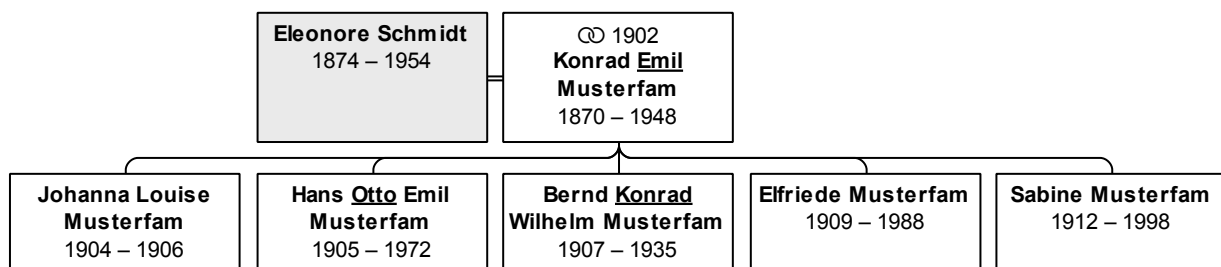 Eleonore Schmidt
1874 – 1954
⚭ 1902
Konrad Emil
Musterfam
1870 – 1948
Johanna Louise
Musterfam
1904 – 1906
Hans Otto Emil
Musterfam
1905 – 1972
Bernd Konrad
Wilhelm Musterfam
1907 – 1935
Elfriede Musterfam
1909 – 1988
Sabine Musterfam
1912 – 1998